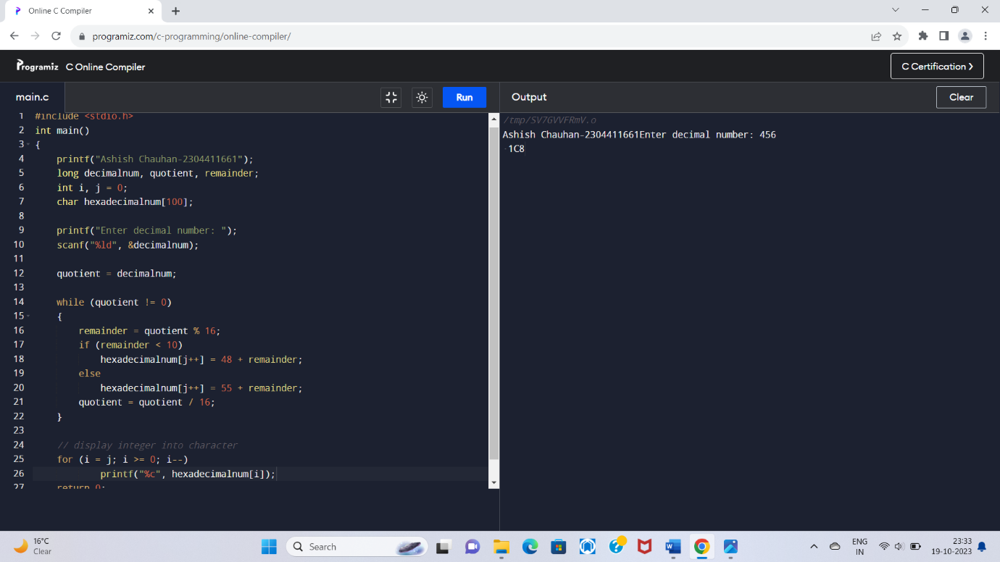 Online C Compiler
programiz.com/c-programming/online-compiler/
Programiz C Online Compiler
C Certification
main.c
Run
Output
Clear
1 #include <stdio.h>
2 int main()
3 {
4 printf("Ashish Chauhan-2304411661");
5 long decimalnum, quotient, remainder;
6 int i, j = 0;
7 char hexadecimalnum[100];
8
9 printf("Enter decimal number: ");
10 scanf("%ld", &decimalnum);
11
12 quotient = decimalnum;
13
14 while (quotient != 0)
15 {
16 remainder = quotient % 16;
17 if (remainder < 10)
18 hexadecimalnum[j++] = 48 + remainder;
19 else
20 hexadecimalnum[j++] = 55 + remainder;
21 quotient = quotient / 16;
22 }
23
24 // display integer into character
25 for (i = j; i >= 0; i--)
26 printf("%c", hexadecimalnum[i]);
27 return 0;
/tmp/SV7GVVFRmV.o
Ashish Chauhan-2304411661Enter decimal number: 456
1C8
16°C
Clear
Search
ENG
IN
23:33
19-10-2023